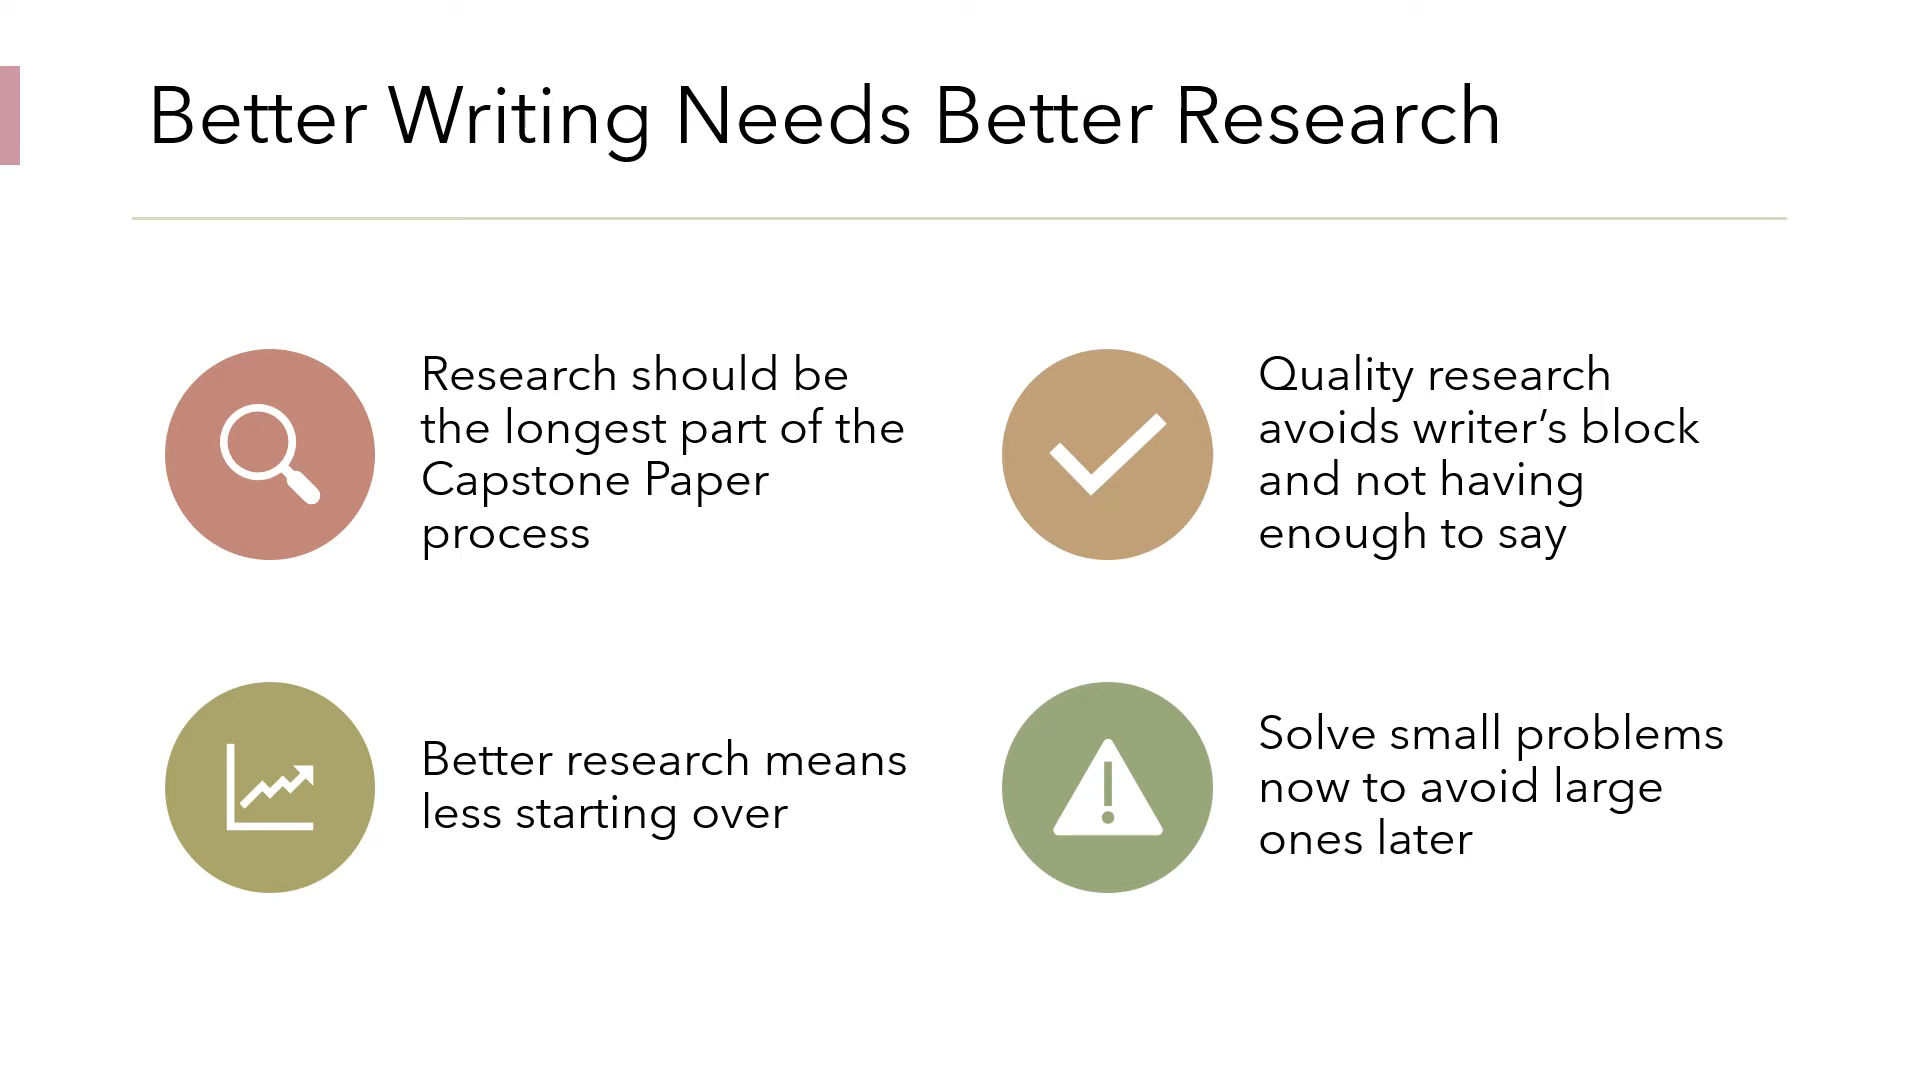 Better Writing Needs Better Research
Research should be
the longest part of the
Capstone Paper
process
Quality research
avoids writer’s block
and not having
enough to say
Better research means
less starting over
Solve small problems
now to avoid large
ones later